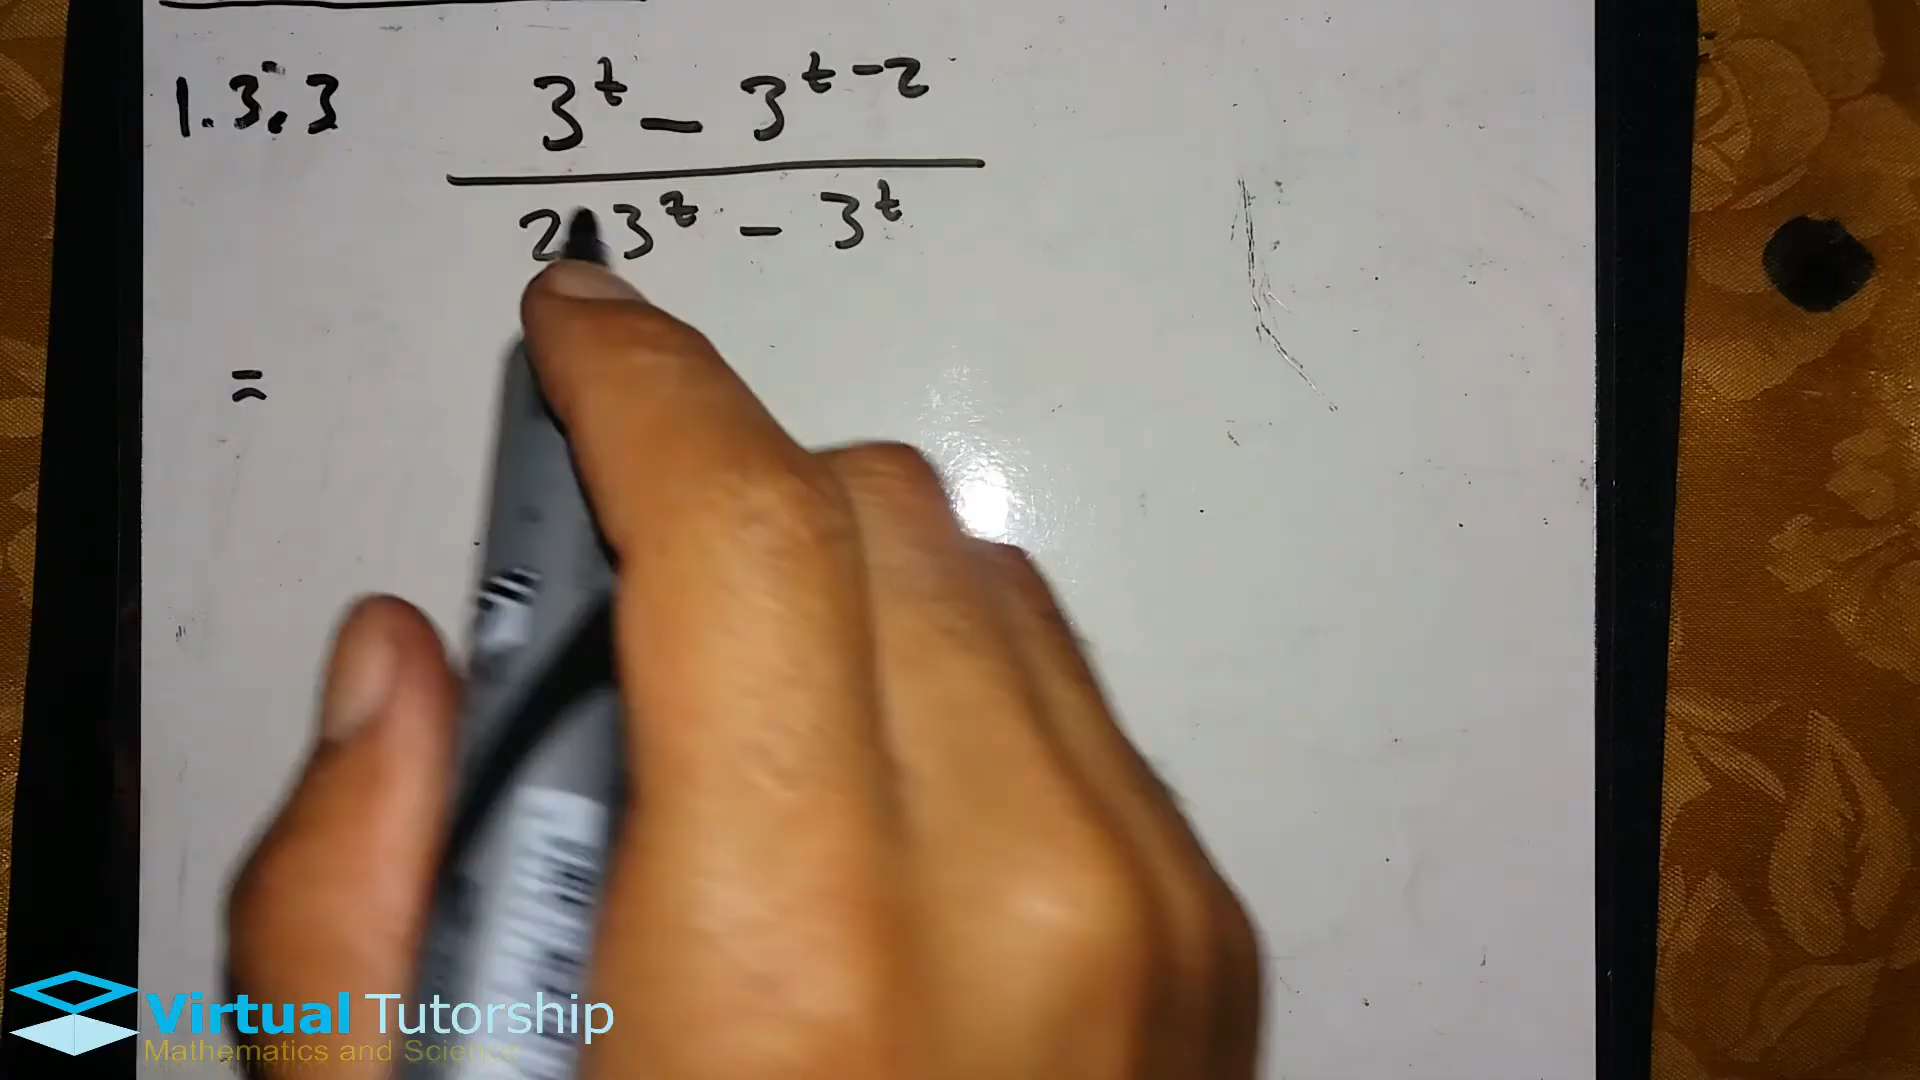 1.3.3 3^t - 3^{t-2}
2 3^t - 3^t
=
Virtual Tutorship
Mathematics and Science